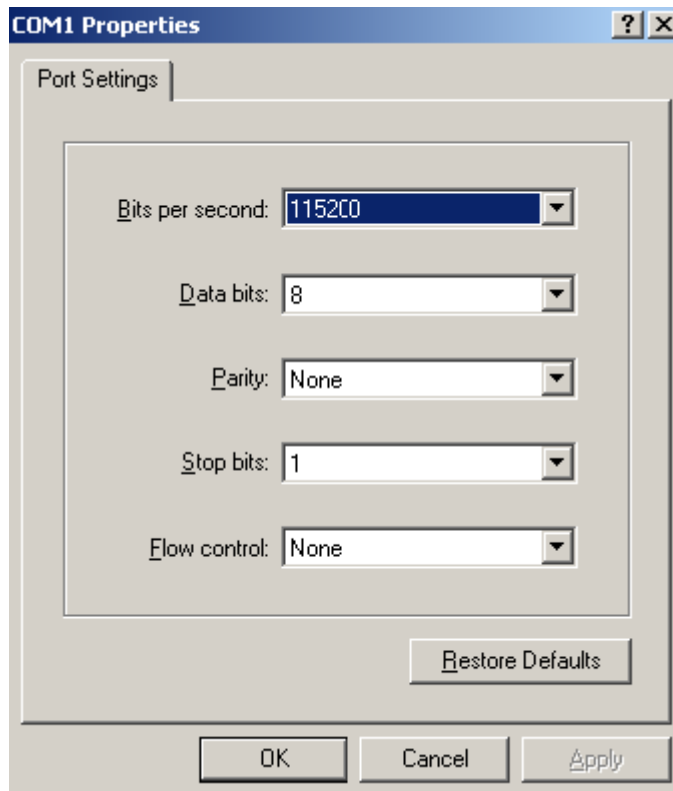 COM1 Properties
Port Settings
Bits per second: 115200
Data bits: 8
Parity: None
Stop bits: 1
Flow control: None
Restore Defaults
OK Cancel Apply